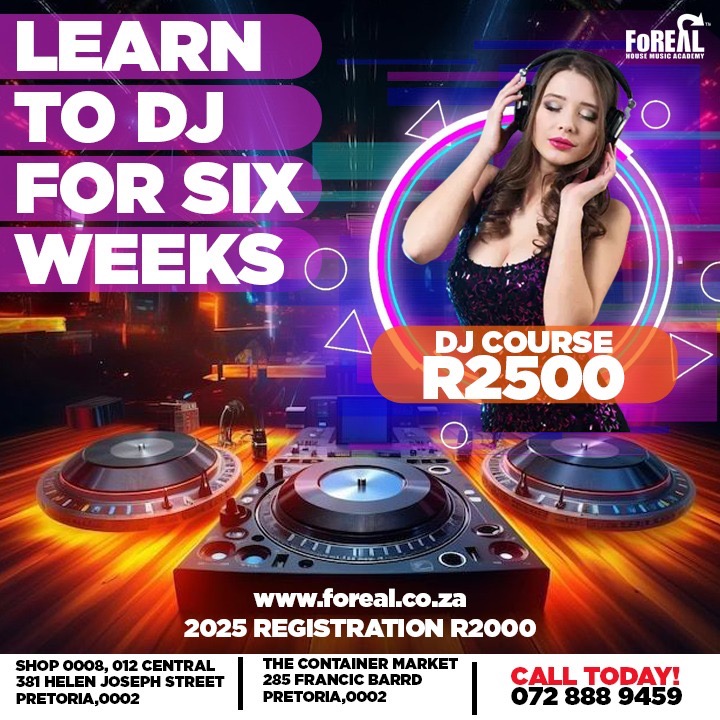 LEARN
TO DJ
FOR SIX
WEEKS
FOREAL
TM
HOUSE MUSIC ACADEMY
DJ COURSE
R2500
www.foreal.co.za
2025 REGISTRATION R2000
SHOP 0008, 012 CENTRAL
381 HELEN JOSEPH STREET
PRETORIA,0002
THE CONTAINER MARKET
285 FRANCIC BARRD
PRETORIA,0002
CALL TODAY!
072 888 9459